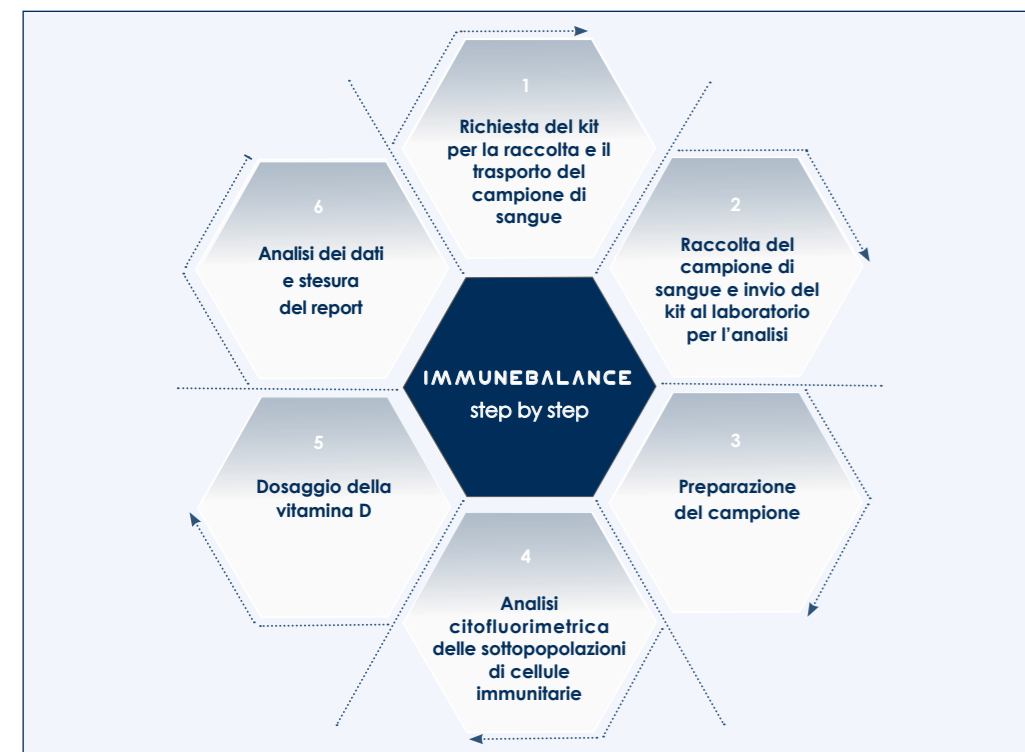 1
Richiesta del kit
per la raccolta e il
trasporto del
campione di
sangue
2
Raccolta del
campione di
sangue e invio del
kit al laboratorio
per l'analisi
3
Preparazione
del campione
4
Analisi
citofluorimetrica
delle sottopopolazioni
di cellule
immunitarie
5
Dosaggio della
vitamina D
6
Analisi dei dati
e stesura
del report
IMMUNEBALANCE
step by step